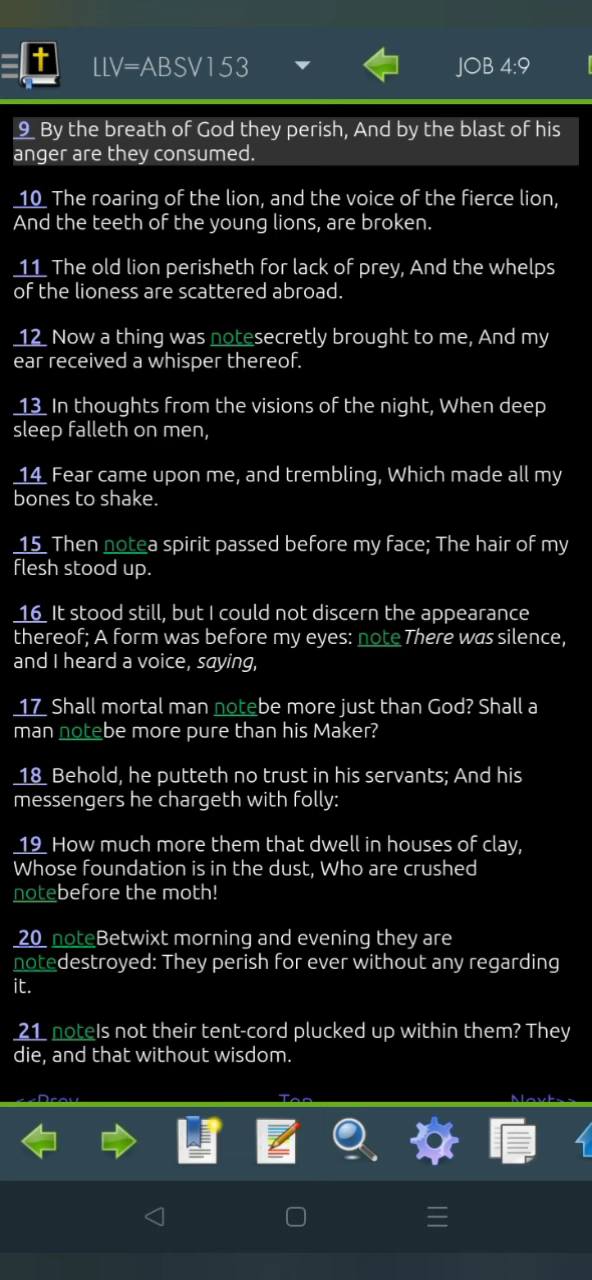 LLV=ABSV153
JOB 4:9
9 By the breath of God they perish, And by the blast of his
anger are they consumed.
10 The roaring of the lion, and the voice of the fierce lion,
And the teeth of the young lions, are broken.
11 The old lion perisheth for lack of prey, And the whelps
of the lioness are scattered abroad.
12 Now a thing was notesecretly brought to me, And my
ear received a whisper thereof.
13 In thoughts from the visions of the night, When deep
sleep falleth on men,
14 Fear came upon me, and trembling, Which made all my
bones to shake.
15 Then notea spirit passed before my face; The hair of my
flesh stood up.
16 It stood still, but I could not discern the appearance
thereof; A form was before my eyes: noteThere was silence,
and I heard a voice, saying,
17 Shall mortal man notebe more just than God? Shall a
man notebe more pure than his Maker?
18 Behold, he putteth no trust in his servants; And his
messengers he chargeth with folly:
19 How much more them that dwell in houses of clay,
Whose foundation is in the dust, Who are crushed
notebefore the moth!
20 noteBetwixt morning and evening they are
notedestroyed: They perish for ever without any regarding
it.
21 noteIs not their tent-cord plucked up within them? They
die, and that without wisdom.
<<Prev Top Next>>